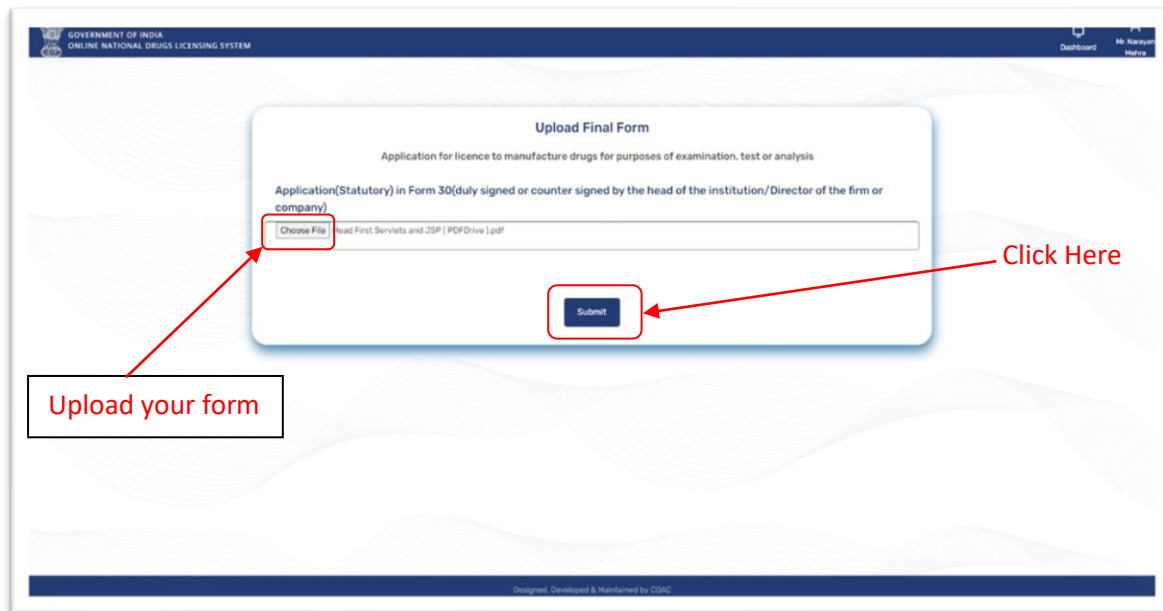 GOVERNMENT OF INDIA
ONLINE NATIONAL DRUGS LICENSING SYSTEM
Dashboard
Mr. Narayan
Mehra
Upload Final Form
Application for licence to manufacture drugs for purposes of examination, test or analysis
Application(Statutory) in Form 30(duly signed or counter signed by the head of the institution/Director of the firm or
company)
Choose File Head First Servlets and JSP ( PDFDrive ).pdf
Click Here
Submit
Upload your form
Designed, Developed & Maintained by CDAC